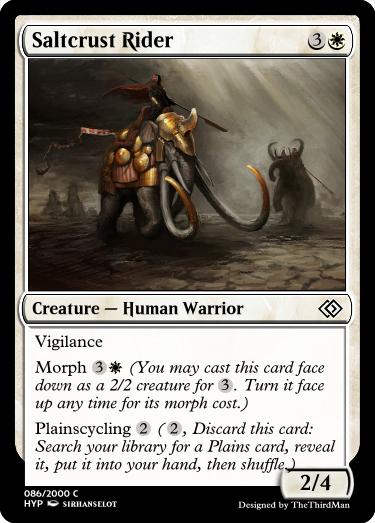 Saltcrust Rider 3
Creature — Human Warrior
Vigilance
Morph 3 (You may cast this card face
down as a 2/2 creature for 3. Turn it face
up any time for its morph cost.)
Plainscycling 2 ( 2, Discard this card:
Search your library for a Plains card, reveal
it, put it into your hand, then shuffle.)
2/4
086/2000 C
HYP SIRHANSELOT Designed by TheThirdMan